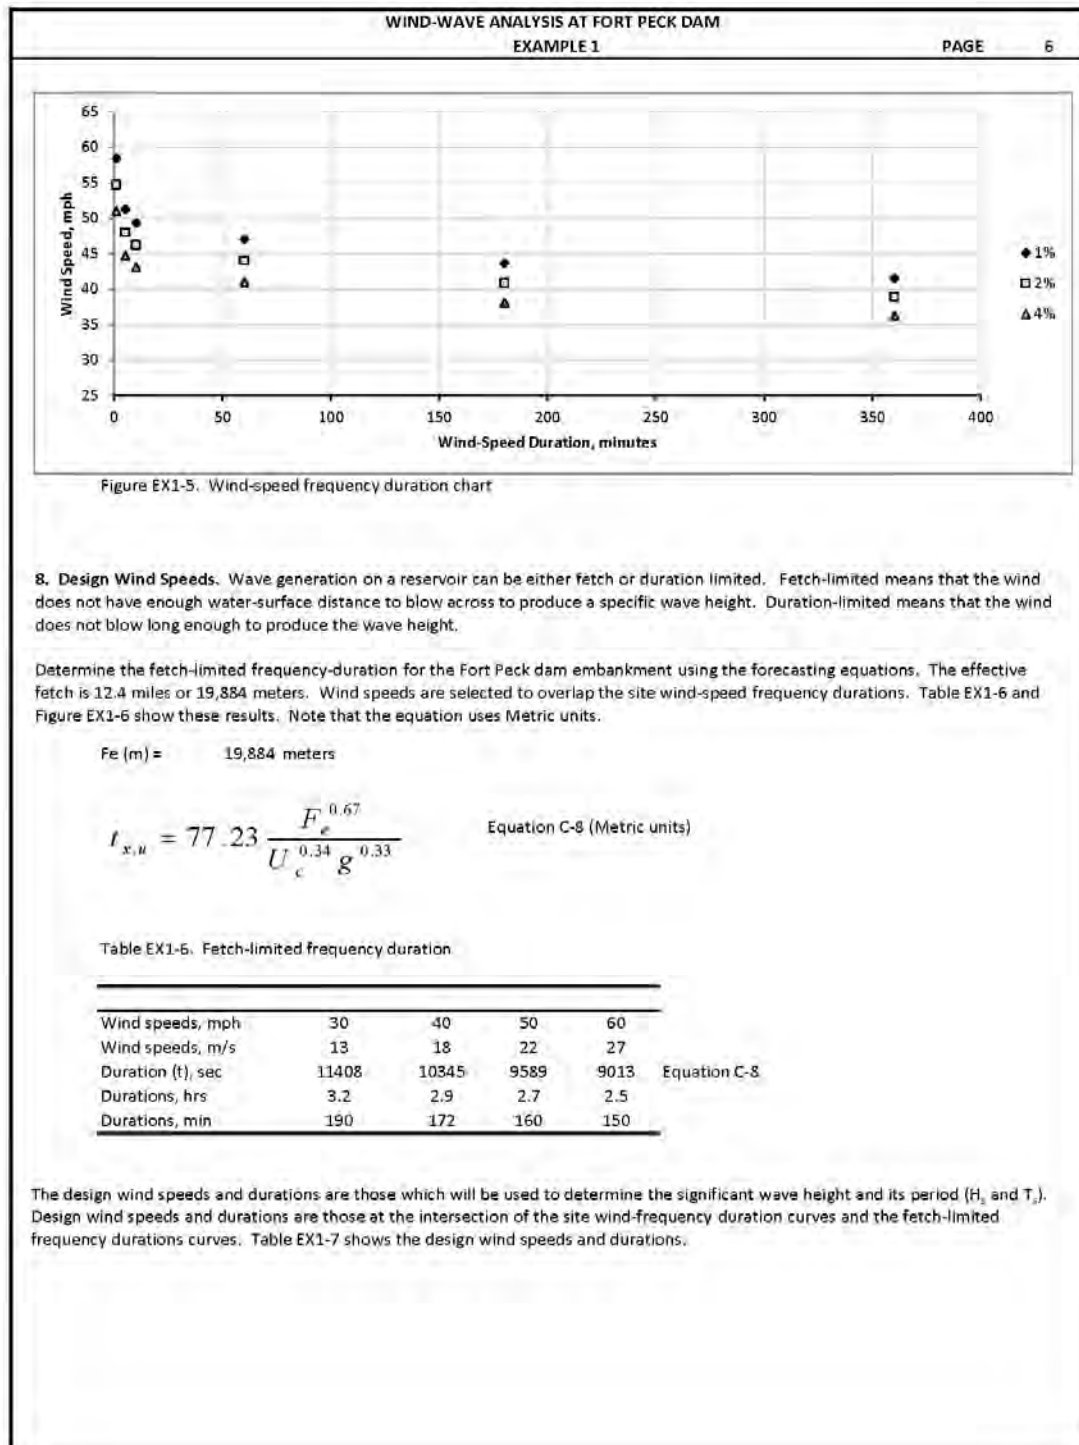 WIND-WAVE ANALYSIS AT FORT PECK DAM
EXAMPLE 1 PAGE 6
65
60
55
50
45
40
35
30
25
Wind Speed, mph
0 50 100 150 200 250 300 350 400
Wind-Speed Duration, minutes
1%
2%
4%
Figure EX1-5. Wind-speed frequency duration chart
8. Design Wind Speeds. Wave generation on a reservoir can be either fetch or duration limited. Fetch-limited means that the wind
does not have enough water-surface distance to blow across to produce a specific wave height. Duration-limited means that the wind
does not blow long enough to produce the wave height.
Determine the fetch-limited frequency-duration for the Fort Peck dam embankment using the forecasting equations. The effective
fetch is 12.4 miles or 19,884 meters. Wind speeds are selected to overlap the site wind-speed frequency durations. Table EX1-6 and
Figure EX1-6 show these results. Note that the equation uses Metric units.
Fe (m) = 19,884 meters
t x,u = 77.23 F e 0.67 / U c 0.34 g 0.33 Equation C-8 (Metric units)
Table EX1-6. Fetch-limited frequency duration
Wind speeds, mph 30 40 50 60
Wind speeds, m/s 13 18 22 27
Duration (t), sec 11408 10345 9589 9013 Equation C-8
Durations, hrs 3.2 2.9 2.7 2.5
Durations, min 190 172 160 150
The design wind speeds and durations are those which will be used to determine the significant wave height and its period (Hs and Ts).
Design wind speeds and durations are those at the intersection of the site wind-frequency duration curves and the fetch-limited
frequency durations curves. Table EX1-7 shows the design wind speeds and durations.